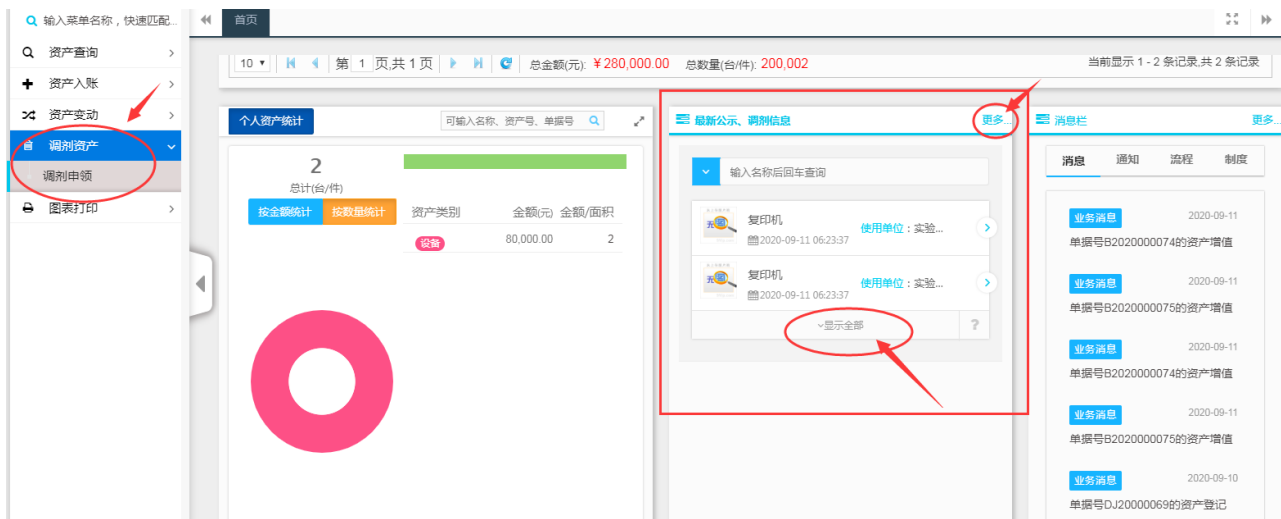 输入菜单名称，快速匹配...
首页
资产查询
资产入账
资产变动
调剂资产
调剂申领
图表打印
10 第 1 页,共 1 页 总金额(元): ￥280,000.00 总数量(台/件): 200,002 当前显示 1 - 2 条记录,共 2 条记录
个人资产统计 可输入名称、资产号、单据号
2
总计(台/件)
按金额统计 按数量统计
资产类别 金额(元) 金额/面积
设备 80,000.00 2
最新公示、调剂信息 更多...
输入名称后回车查询
复印机
2020-09-11 06:23:37
使用单位：实验...
复印机
2020-09-11 06:23:37
使用单位：实验...
显示全部 ?
消息栏 更多...
消息 通知 流程 制度
业务消息 2020-09-11
单据号B2020000074的资产增值
业务消息 2020-09-11
单据号B2020000075的资产增值
业务消息 2020-09-11
单据号B2020000074的资产增值
业务消息 2020-09-11
单据号B2020000075的资产增值
业务消息 2020-09-10
单据号DJ20000069的资产登记